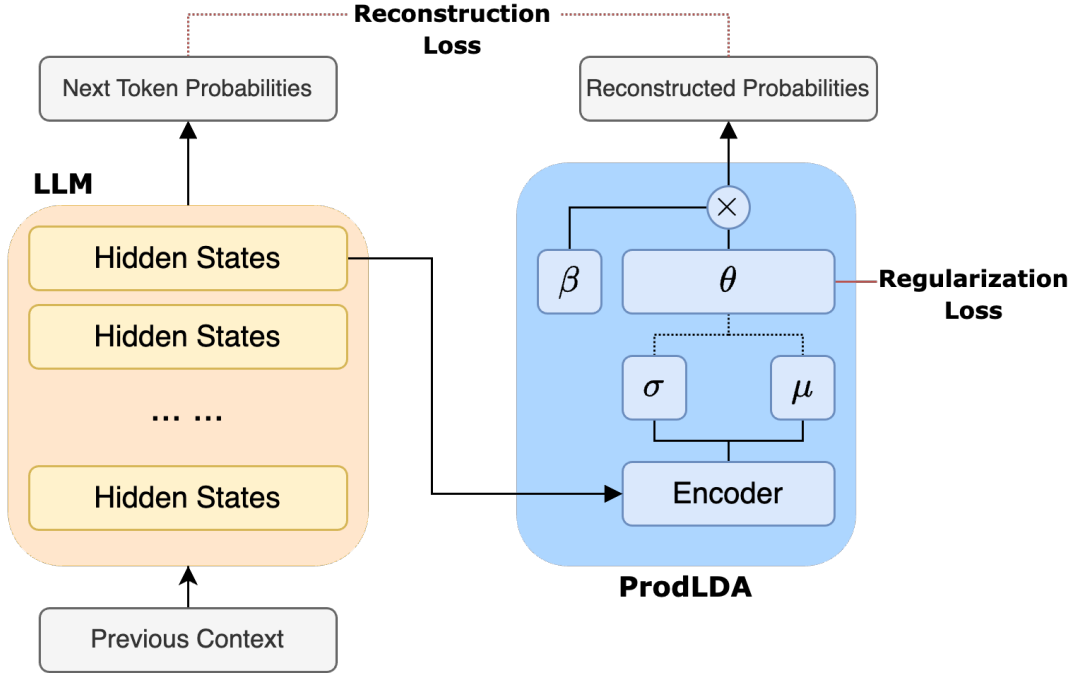 Reconstruction
Loss
Next Token Probabilities
Reconstructed Probabilities
LLM
Hidden States
Hidden States
... ...
Hidden States
Previous Context
×
β
θ
Regularization
Loss
σ
μ
Encoder
ProdLDA